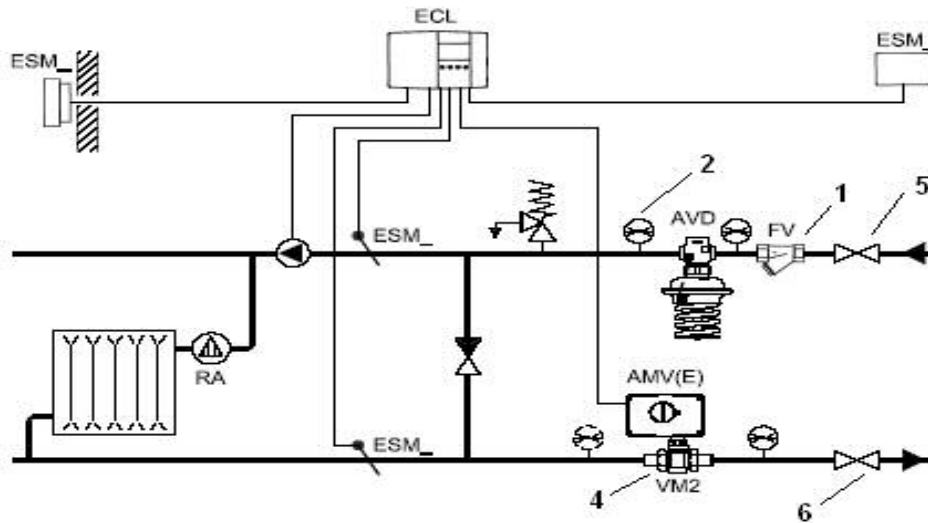 ECL
ESM_
ESM_
2
1
5
AVD
FV
ESM_
RA
AMV(E)
ESM_
4
VM2
6